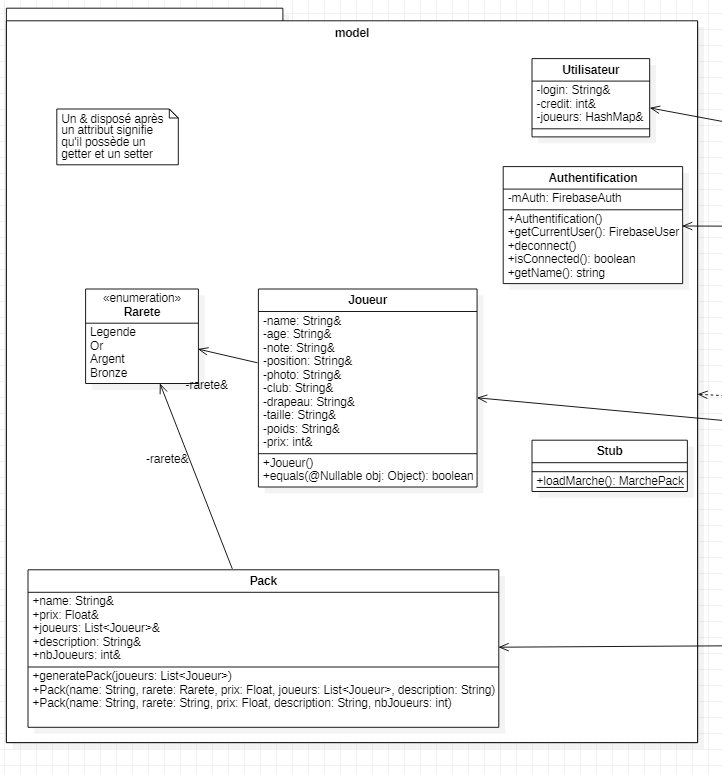 model
Un & disposé après
un attribut signifie
qu'il possède un
getter et un setter
Utilisateur
-login: String&
-credit: int&
-joueurs: HashMap&
Authentification
-mAuth: FirebaseAuth
+Authentification()
+getCurrentUser(): FirebaseUser
+deconnect()
+isConnected(): boolean
+getName(): string
«enumeration»
Rarete
Legende
Or
Argent
Bronze
-rarete&
-rarete&
Joueur
-name: String&
-age: String&
-note: String&
-position: String&
-photo: String&
-club: String&
-drapeau: String&
-taille: String&
-poids: String&
-prix: int&
+Joueur()
+equals(@Nullable obj: Object): boolean
Stub
+loadMarche(): MarchePack
Pack
+name: String&
+prix: Float&
+joueurs: List<Joueur>&
+description: String&
+nbJoueurs: int&
+generatePack(joueurs: List<Joueur>)
+Pack(name: String, rarete: Rarete, prix: Float, joueurs: List<Joueur>, description: String)
+Pack(name: String, rarete: String, prix: Float, description: String, nbJoueurs: int)